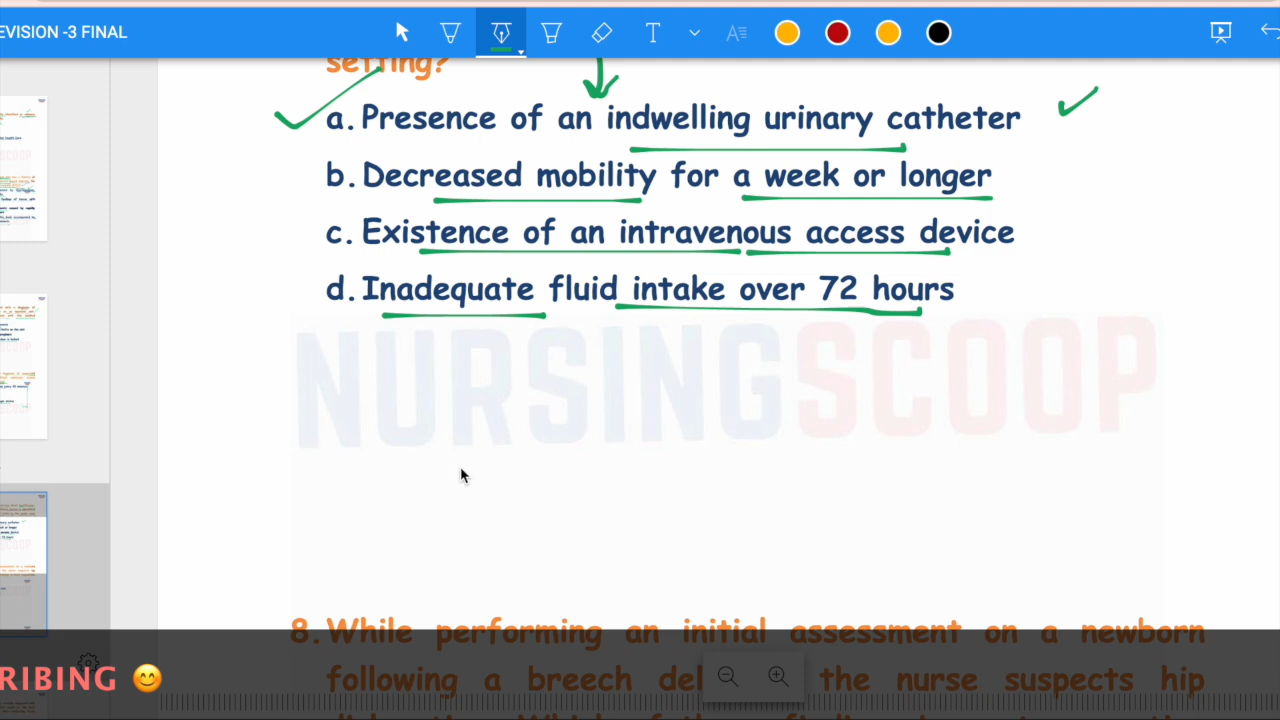 EVISION -3 FINAL
setting?
a. Presence of an indwelling urinary catheter
b. Decreased mobility for a week or longer
c. Existence of an intravenous access device
d. Inadequate fluid intake over 72 hours
NURSINGSCOOP
8. While performing an initial assessment on a newborn
following a breech del the nurse suspects hip
RIBING 😊